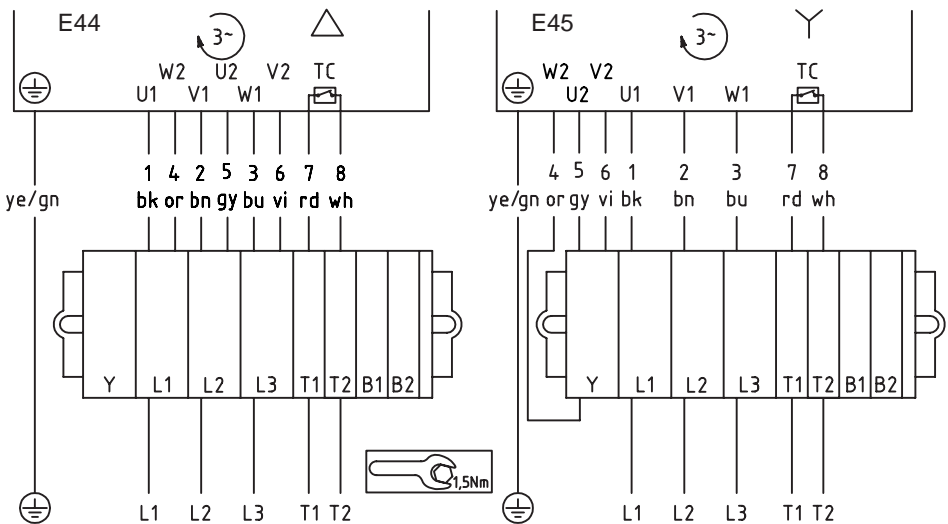 E44
3~
TC
W2 U2 V2
U1 V1 W1
1 4 2 5 3 6 7 8
ye/gn bk or bn gy bu vi rd wh
Y L1 L2 L3 T1 T2 B1 B2
L1 L2 L3 T1 T2
1,5Nm
E45
3~
TC
W2 V2
U2 U1 V1 W1
4 5 6 1 2 3 7 8
ye/gn or gy vi bk bn bu rd wh
Y L1 L2 L3 T1 T2 B1 B2
L1 L2 L3 T1 T2